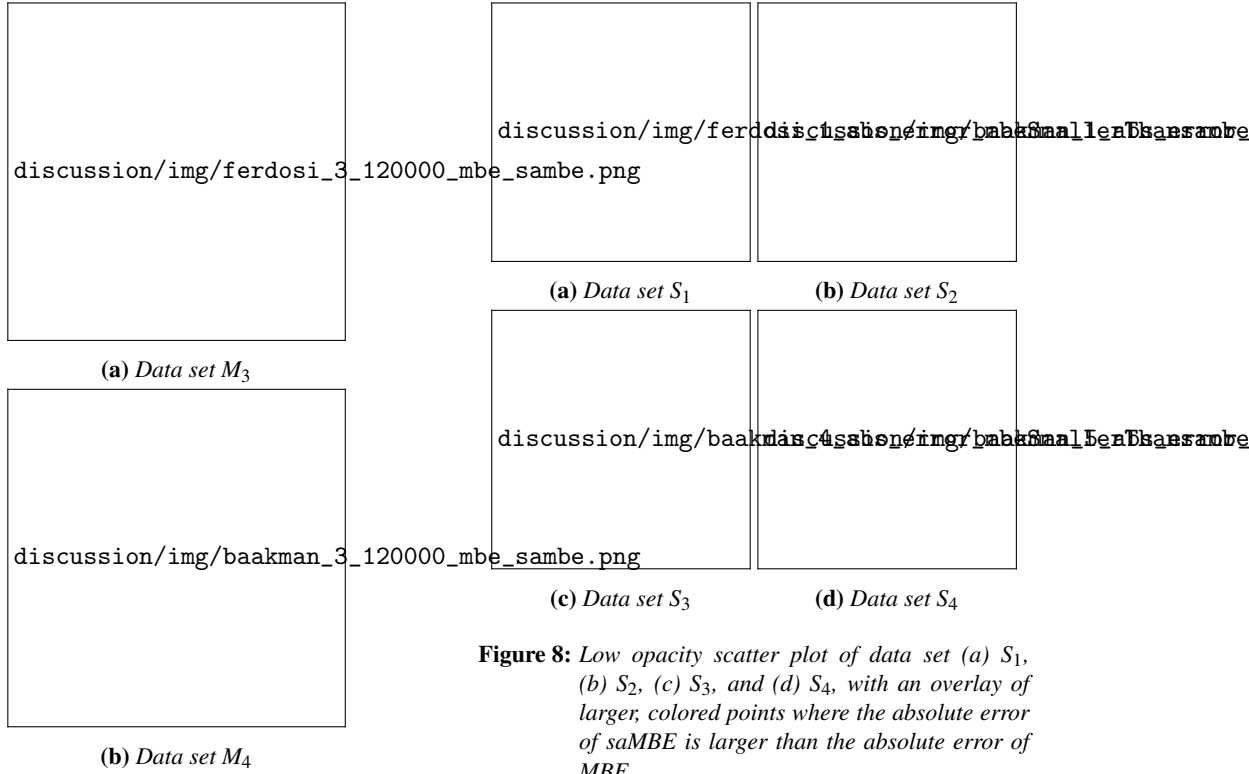 discussion/img/ferdosi_3_120000_mbe_sambe.png
(a) Data set M3
discussion/img/baakman_3_120000_mbe_sambe.png
(b) Data set M4
(a) Data set S1
(b) Data set S2
(c) Data set S3
(d) Data set S4
Figure 8: Low opacity scatter plot of data set (a) S1,
(b) S2, (c) S3, and (d) S4, with an overlay of
larger, colored points where the absolute error
of saMBE is larger than the absolute error of
MBE